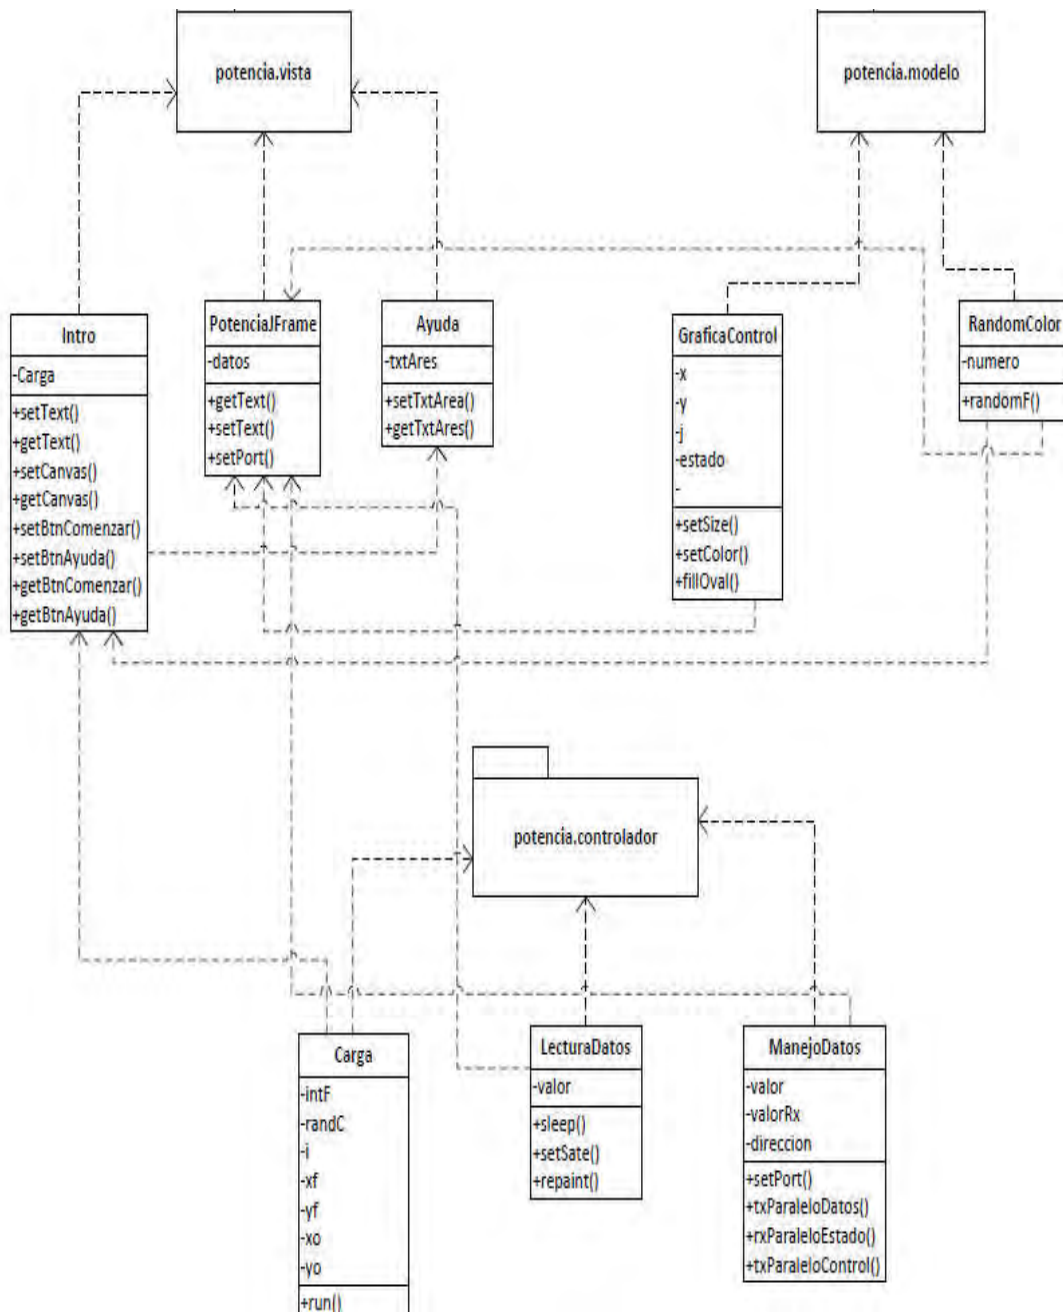 potencia.vista
potencia.modelo
Intro
-Carga
+setText()
+getText()
+setCanvas()
+getCanvas()
+setBtnComenzar()
+setBtnAyuda()
+getBtnComenzar()
+getBtnAyuda()
PotenciaJFrame
-datos
+getText()
+setText()
+setPort()
Ayuda
-txtAres
+setTxtArea()
+getTxtAres()
GraficaControl
-x
-y
-j
-estado
-
+setSize()
+setColor()
+fillOval()
RandomColor
-numero
+randomF()
potencia.controlador
Carga
-intF
-randC
-i
-xf
-yf
-xo
-yo
+run()
LecturaDatos
-valor
+sleep()
+setSate()
+repaint()
ManejoDatos
-valor
-valorRx
-direccion
+setPort()
+txParaleloDatos()
+rxParaleloEstado()
+txParaleloControl()